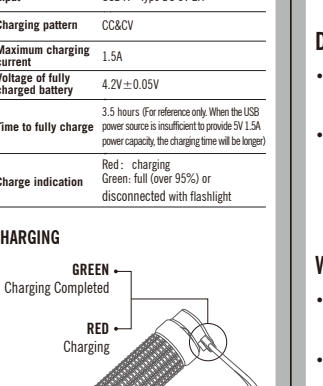 Charging pattern CC&CV
Maximum charging
current 1.5A
Voltage of fully
charged battery 4.2V±0.05V
Time to fully charge 3.5 hours (For reference only. When the USB
power source is insufficient to provide 5V 1.5A
power capacity, the charging time will be longer)
Charge indication Red: charging
Green: full (over 95%) or
disconnected with flashlight
CHARGING
GREEN
Charging Completed
RED
Charging